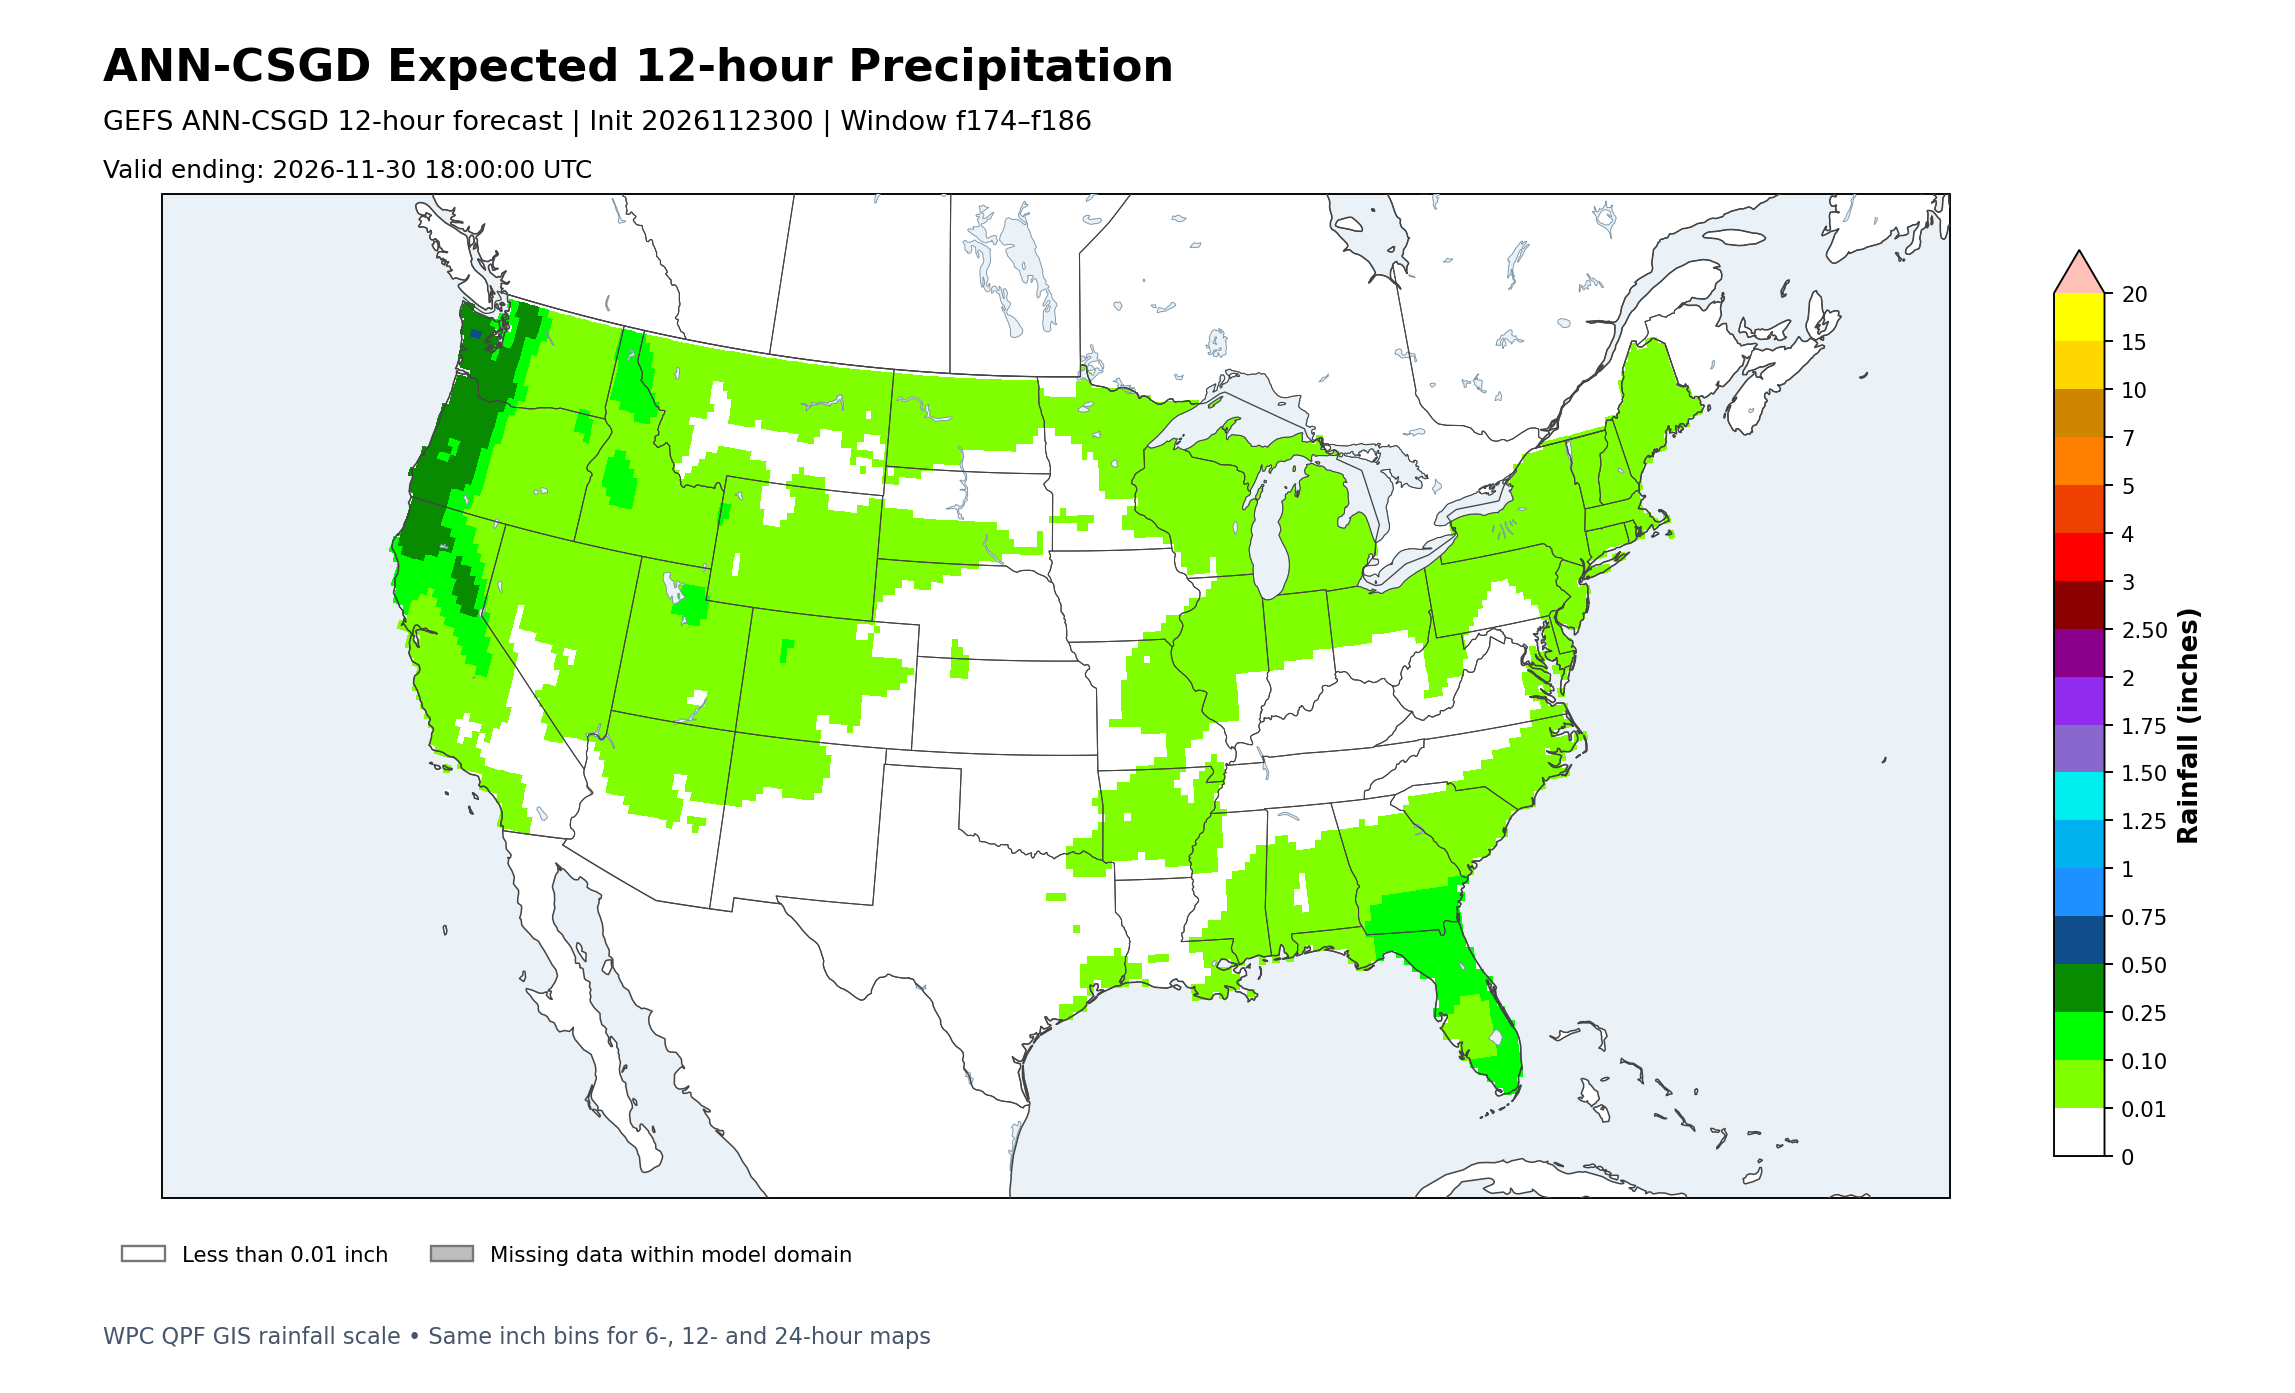 ANN-CSGD Expected 12-hour Precipitation
GEFS ANN-CSGD 12-hour forecast | Init 2026112300 | Window f174–f186
Valid ending: 2026-11-30 18:00:00 UTC
20
15
10
7
5
4
3
2.50
2
1.75
1.50
1.25
1
0.75
0.50
0.25
0.10
0.01
0
Rainfall (inches)
Less than 0.01 inch
Missing data within model domain
WPC QPF GIS rainfall scale • Same inch bins for 6-, 12- and 24-hour maps